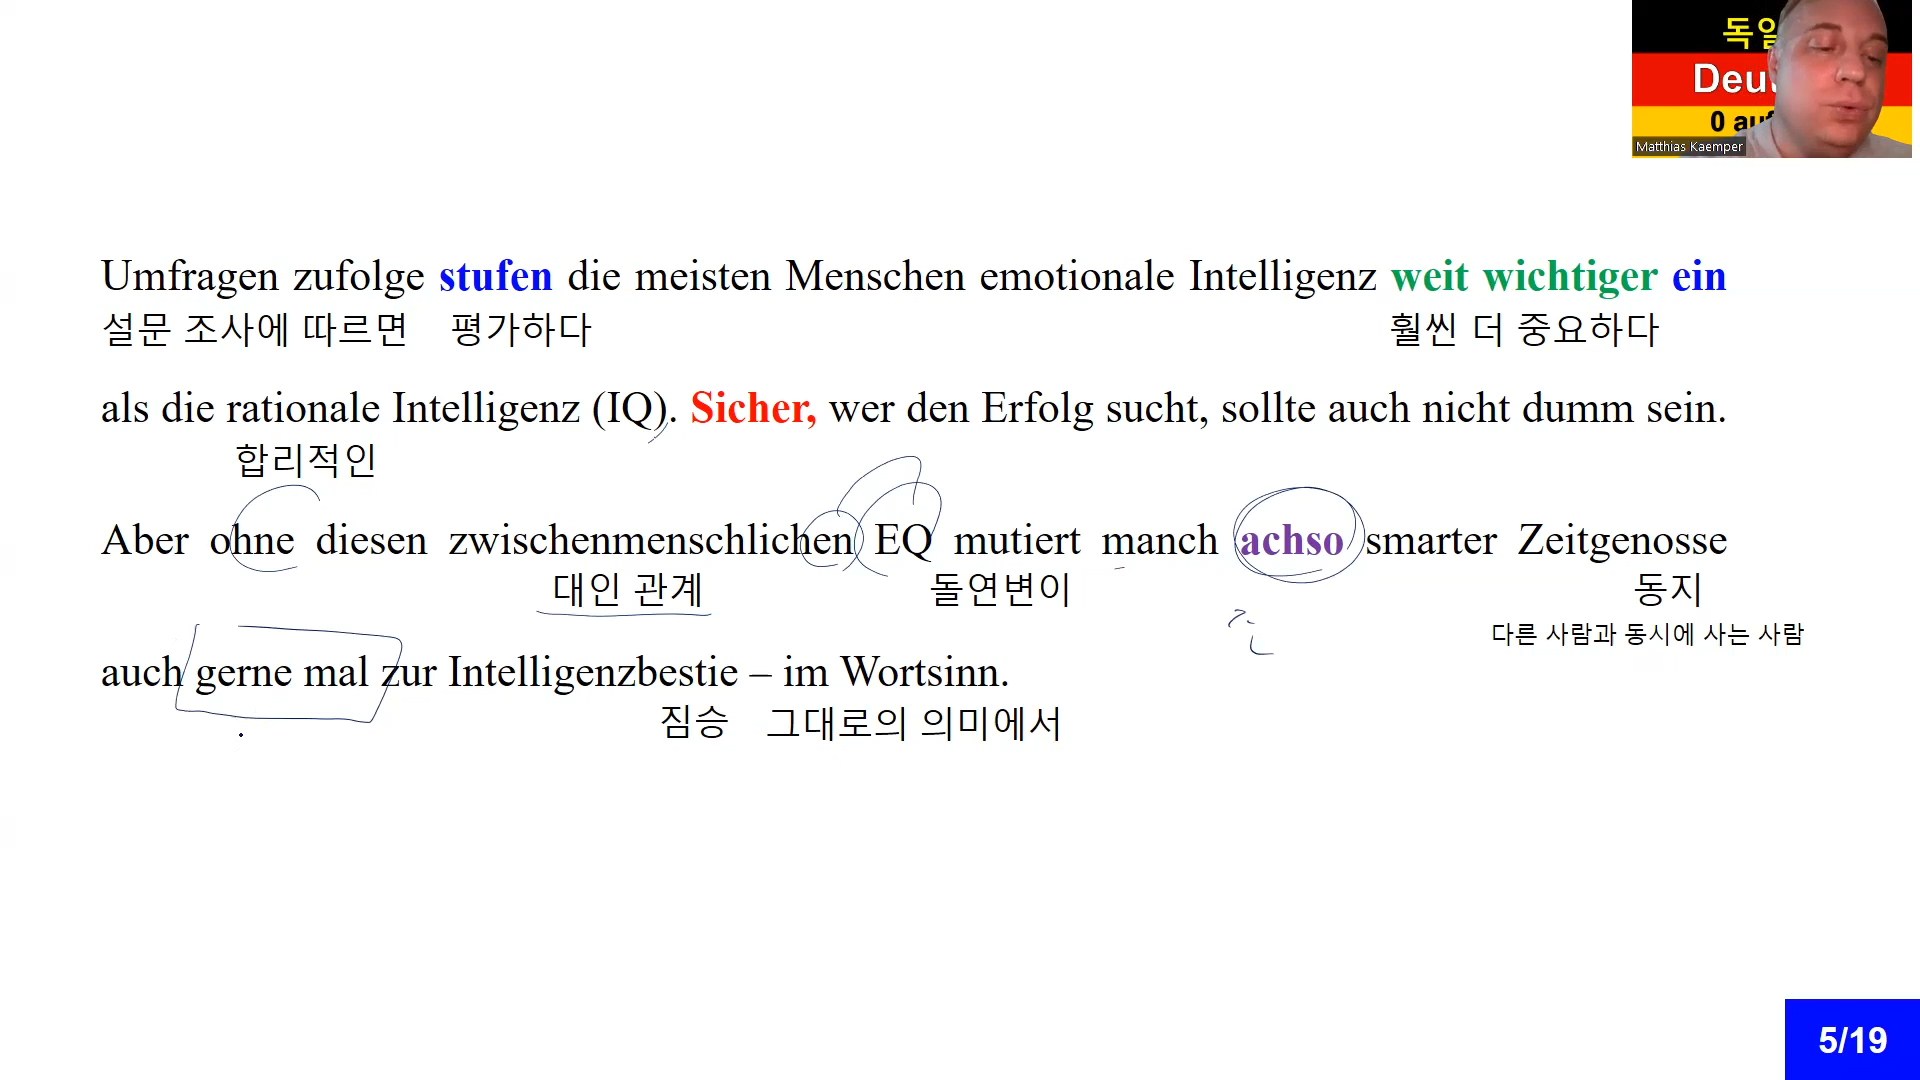 독일
Deut
0 auf
Matthias Kaemper
Umfragen zufolge stufen die meisten Menschen emotionale Intelligenz weit wichtiger ein
설문 조사에 따르면 평가하다 훨씬 더 중요하다
als die rationale Intelligenz (IQ). Sicher, wer den Erfolg sucht, sollte auch nicht dumm sein.
합리적인
Aber ohne diesen zwischenmenschlichen EQ mutiert manch achso smarter Zeitgenosse
대인 관계 돌연변이 동지
다른 사람과 동시에 사는 사람
auch gerne mal zur Intelligenzbestie – im Wortsinn.
짐승 그대로의 의미에서
5/19